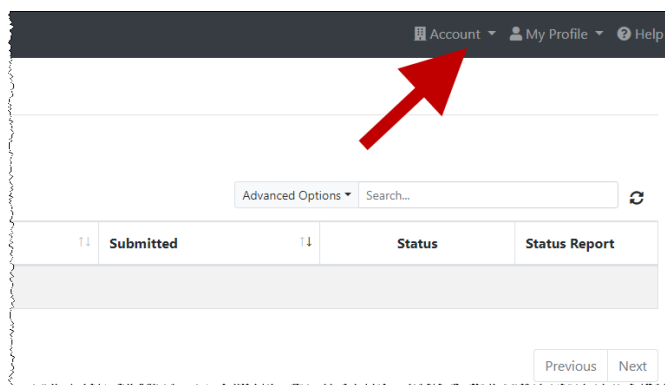 Account My Profile Help
Advanced Options Search...
Submitted Status Status Report
Previous Next